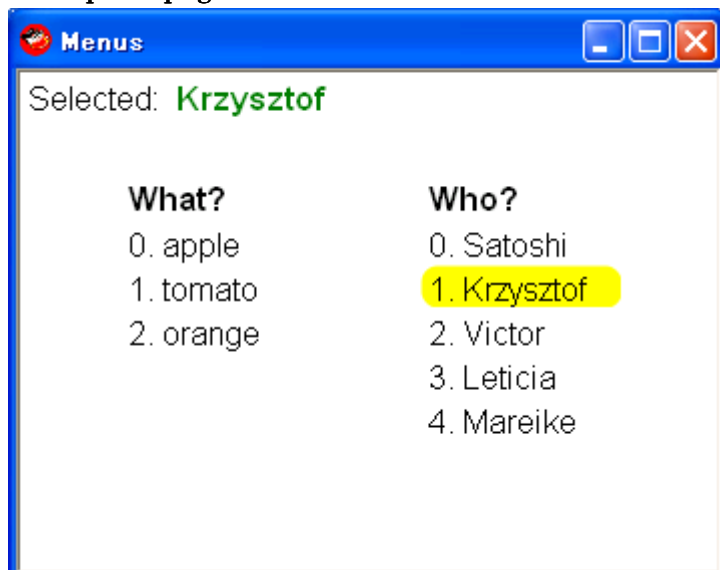 Menus
Selected: Krzysztof
What?
0. apple
1. tomato
2. orange
Who?
0. Satoshi
1. Krzysztof
2. Victor
3. Leticia
4. Mareike